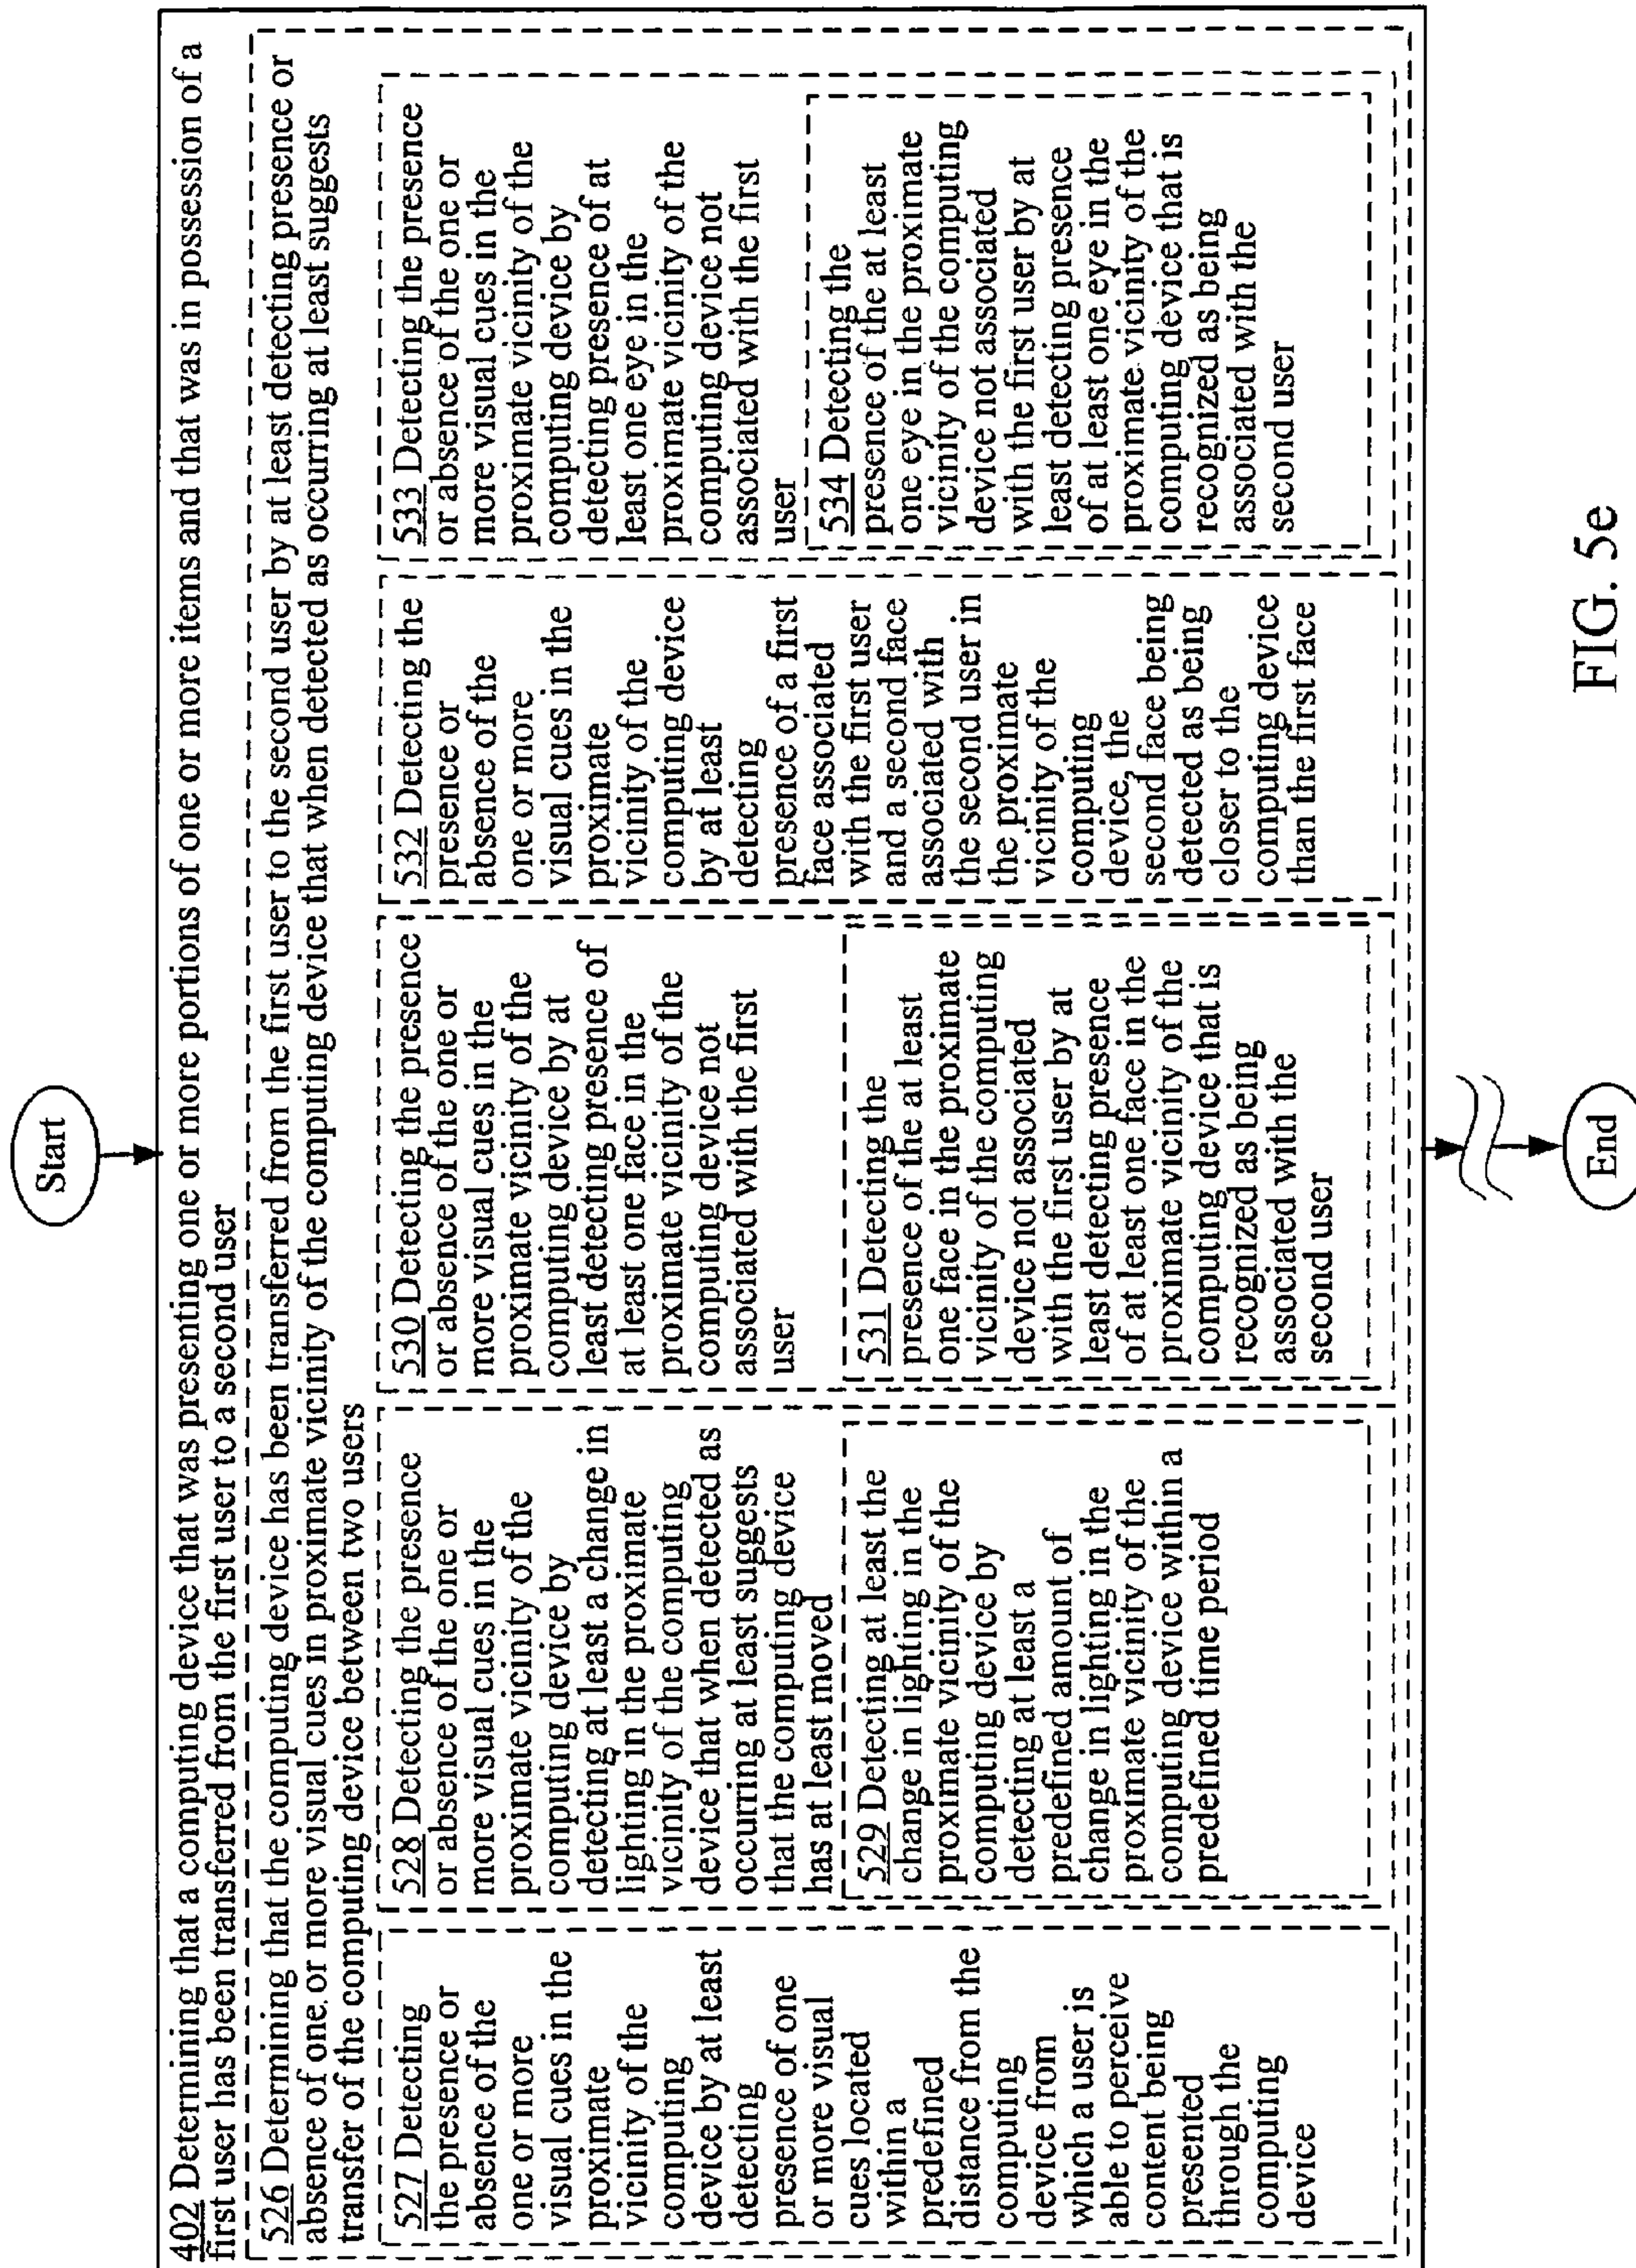 Start
402 Determining that a computing device that was presenting one or more portions of one or more items and that was in possession of a
first user has been transferred from the first user to a second user
526 Determining that the computing device has been transferred from the first user to the second user by at least detecting presence or
absence of one or more visual cues in proximate vicinity of the computing device that when detected as occurring at least suggests
transfer of the computing device between two users
527 Detecting
the presence or
absence of the
one or more
visual cues in the
proximate
vicinity of the
computing
device by at least
detecting
presence of one
or more visual
cues located
within a
predefined
distance from the
computing
device from
which a user is
able to perceive
content being
presented
through the
computing
device
528 Detecting the presence
or absence of the one or
more visual cues in the
proximate vicinity of the
computing device by
detecting at least a change in
lighting in the proximate
vicinity of the computing
device that when detected as
occurring at least suggests
that the computing device
has at least moved
529 Detecting at least the
change in lighting in the
proximate vicinity of the
computing device by
detecting at least a
predefined amount of
change in lighting in the
proximate vicinity of the
computing device within a
predefined time period
530 Detecting the presence
or absence of the one or
more visual cues in the
proximate vicinity of the
computing device by at
least detecting presence of
at least one face in the
proximate vicinity of the
computing device not
associated with the first
user
531 Detecting the
presence of the at least
one face in the proximate
vicinity of the computing
device not associated
with the first user by at
least detecting presence
of at least one face in the
proximate vicinity of the
computing device that is
recognized as being
associated with the
second user
532 Detecting the
presence or
absence of the
one or more
visual cues in the
proximate
vicinity of the
computing device
by at least
detecting
presence of a first
face associated
with the first user
and a second face
associated with
the second user in
the proximate
vicinity of the
computing
device, the
second face being
detected as being
closer to the
computing device
than the first face
533 Detecting the presence
or absence of the one or
more visual cues in the
proximate vicinity of the
computing device by
detecting presence of at
least one eye in the
proximate vicinity of the
computing device not
associated with the first
user
534 Detecting the
presence of the at least
one eye in the proximate
vicinity of the computing
device not associated
with the first user by at
least detecting presence
of at least one eye in the
proximate vicinity of the
computing device that is
recognized as being
associated with the
second user
End
FIG. 5e